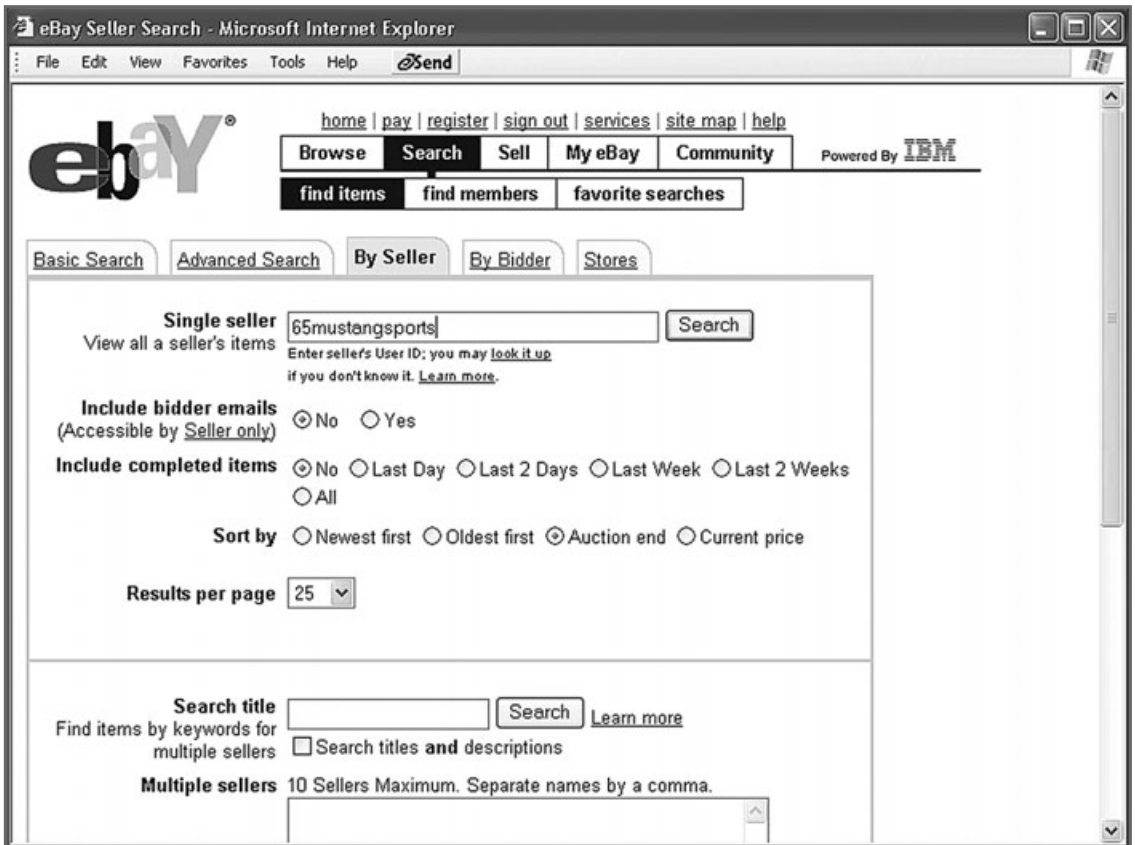 eBay Seller Search - Microsoft Internet Explorer
File Edit View Favorites Tools Help Send
ebaY®
home | pay | register | sign out | services | site map | help
Browse Search Sell My eBay Community Powered By IBM
find items find members favorite searches
Basic Search Advanced Search By Seller By Bidder Stores
Single seller 65mustangsports Search
View all a seller's items
Enter seller's User ID; you may look it up
if you don't know it. Learn more.
Include bidder emails No Yes
(Accessible by Seller only)
Include completed items No Last Day Last 2 Days Last Week Last 2 Weeks
All
Sort by Newest first Oldest first Auction end Current price
Results per page 25
Search title Search Learn more
Find items by keywords for
multiple sellers Search titles and descriptions
Multiple sellers 10 Sellers Maximum. Separate names by a comma.